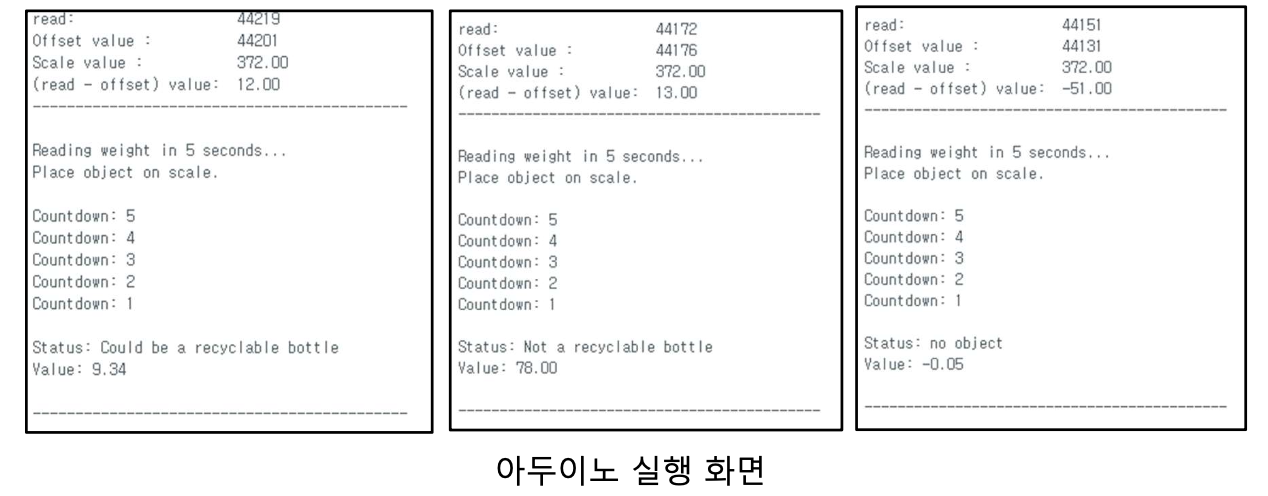 read: 44219
Offset value : 44201
Scale value : 372.00
(read - offset) value: 12.00
--------------------------------------------
Reading weight in 5 seconds...
Place object on scale.
Countdown: 5
Countdown: 4
Countdown: 3
Countdown: 2
Countdown: 1
Status: Could be a recyclable bottle
Value: 9.34
--------------------------------------------
read: 44172
Offset value : 44176
Scale value : 372.00
(read - offset) value: 13.00
--------------------------------------------
Reading weight in 5 seconds...
Place object on scale.
Countdown: 5
Countdown: 4
Countdown: 3
Countdown: 2
Countdown: 1
Status: Not a recyclable bottle
Value: 78.00
--------------------------------------------
read: 44151
Offset value : 44131
Scale value : 372.00
(read - offset) value: -51.00
--------------------------------------------
Reading weight in 5 seconds...
Place object on scale.
Countdown: 5
Countdown: 4
Countdown: 3
Countdown: 2
Countdown: 1
Status: no object
Value: -0.05
--------------------------------------------
아두이노 실행 화면